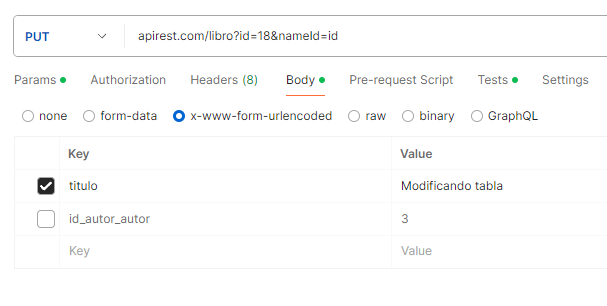 PUT apirest.com/libro?id=18&nameId=id
Params Authorization Headers (8) Body Pre-request Script Tests Settings
none form-data x-www-form-urlencoded raw binary GraphQL
Key Value
titulo Modificando tabla
id_autor_autor 3
Key Value